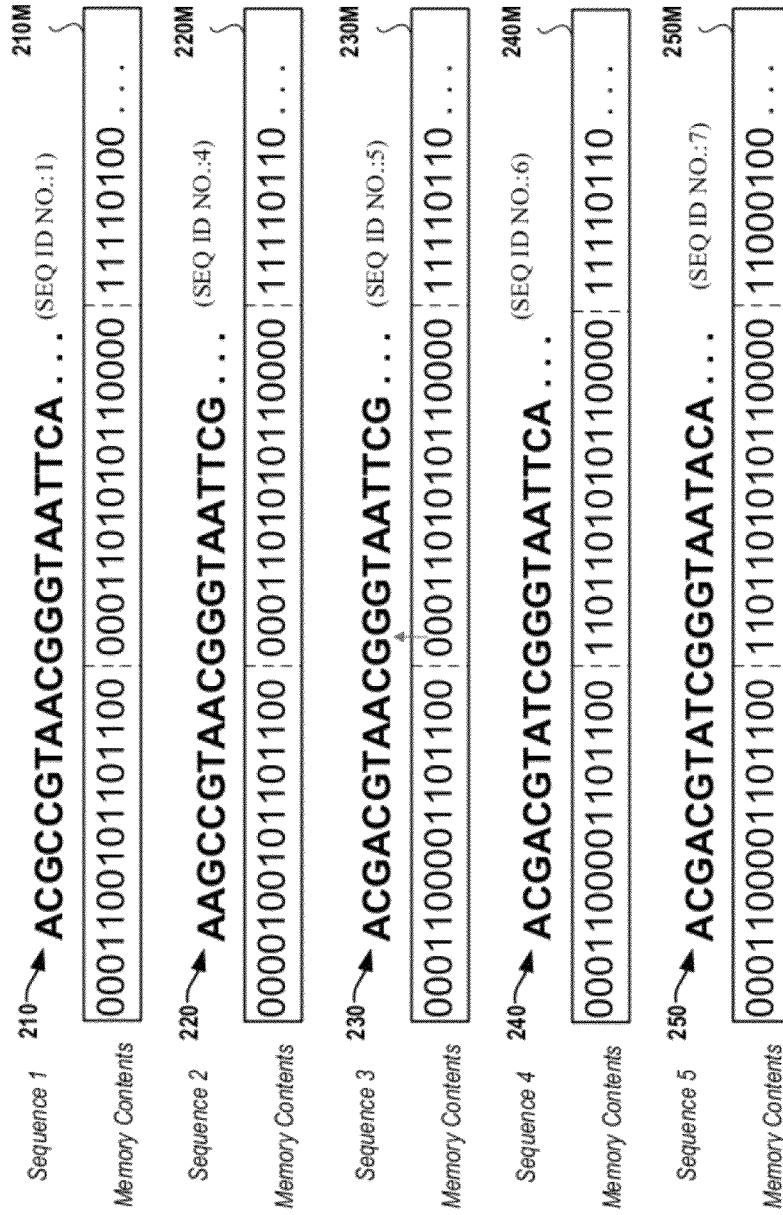 210M
Sequence 1 210 ACGCCGTAACGGGTAATTCA... (SEQ ID NO.:1)
Memory Contents 0001100101101100 0001101010110000 11110100...
220M
Sequence 2 220 AAGCCGTAACGGGTAATTCG... (SEQ ID NO.:4)
Memory Contents 0000100101101100 0001101010110000 11110110...
230M
Sequence 3 230 ACGACGTAACGGGTAATTCG... (SEQ ID NO.:5)
Memory Contents 0001100001101100 0001101010110000 11110110...
240M
Sequence 4 240 ACGACGTATCGGGTAATTCA... (SEQ ID NO.:6)
Memory Contents 0001100001101100 1101101010110000 11110110...
250M
Sequence 5 250 ACGACGTATCGGGTAATACA... (SEQ ID NO.:7)
Memory Contents 0001100001101100 1101101010110000 11000100...